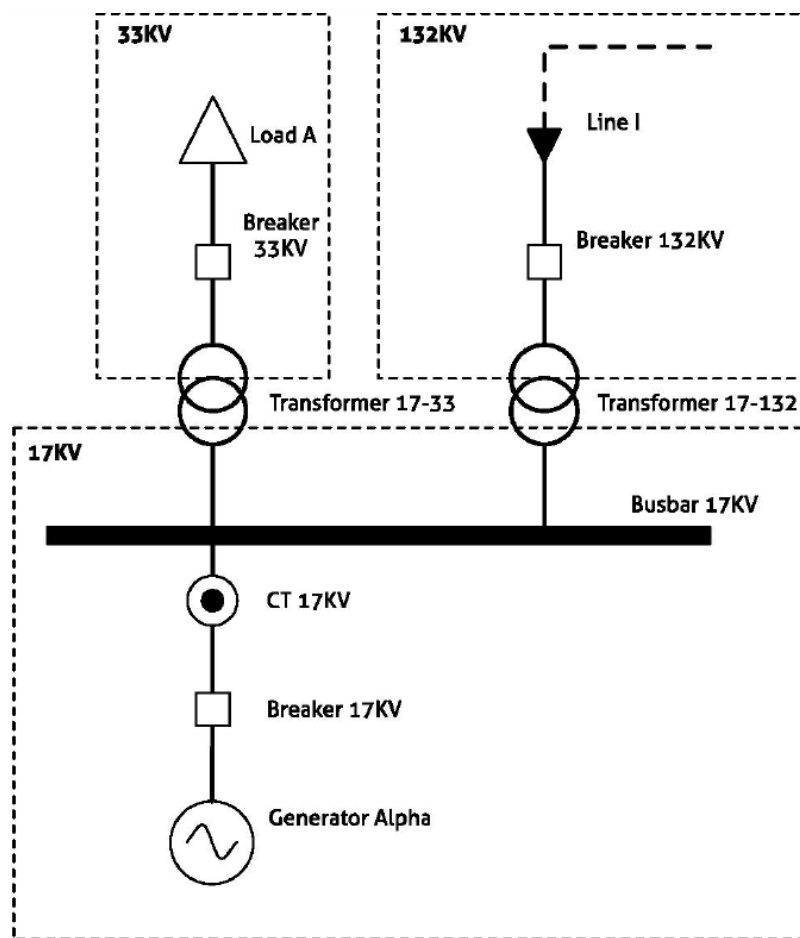 33KV
132KV
Load A
Line I
Breaker
33KV
Breaker 132KV
Transformer 17-33
Transformer 17-132
17KV
Busbar 17KV
CT 17KV
Breaker 17KV
Generator Alpha